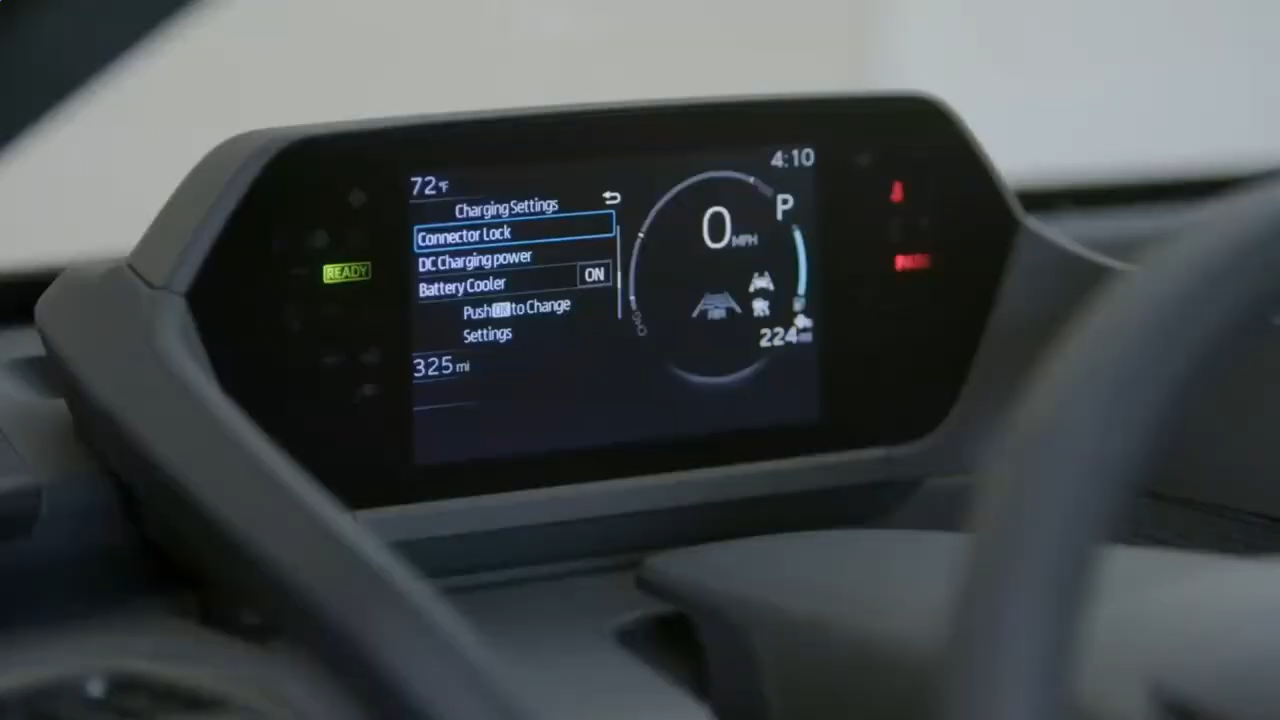 72°F
Charging Settings
Connector Lock
DC Charging power
Battery Cooler ON
Push OK to Change
Settings
325 mi
4:10
P
0 MPH
224
READY